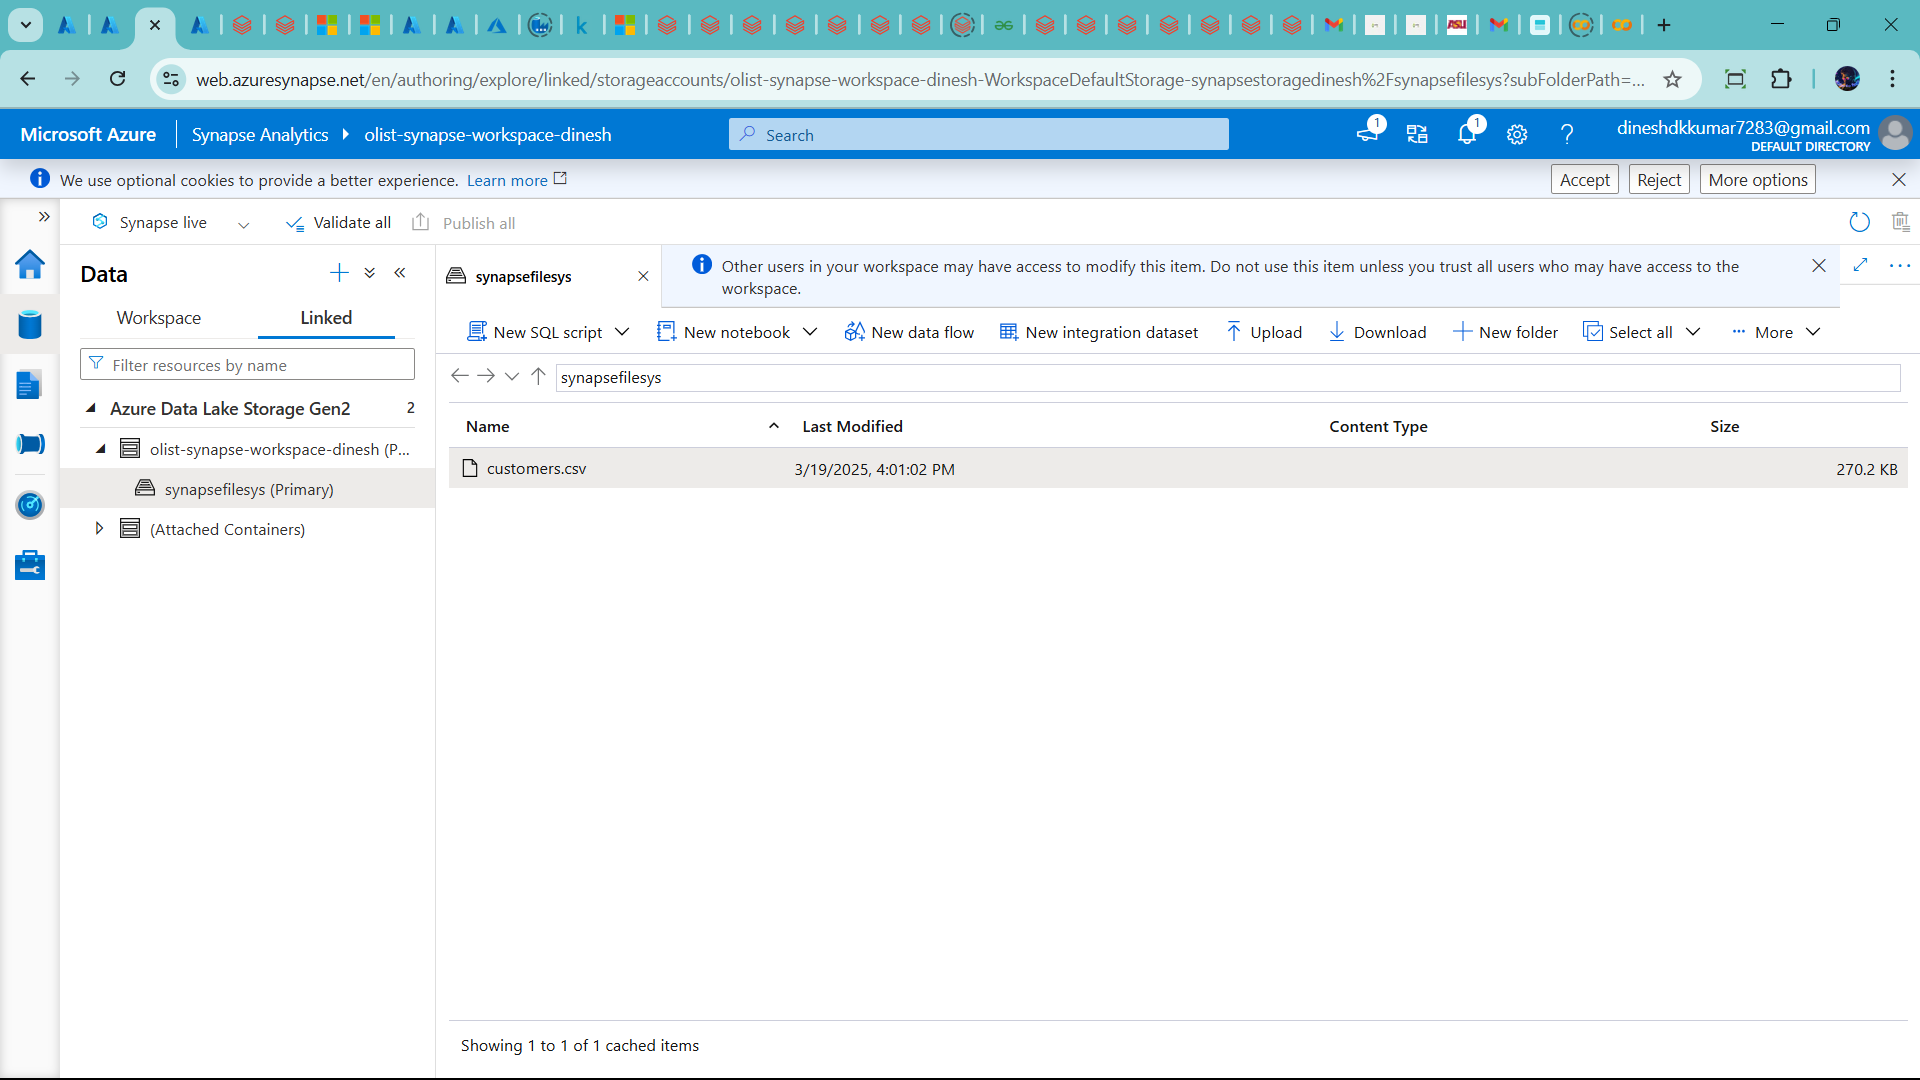 web.azuresynapse.net/en/authoring/explore/linked/storageaccounts/olist-synapse-workspace-dinesh-WorkspaceDefaultStorage-synapsestoragedinesh%2Fsynapsefilesys?subFolderPath=...
Microsoft Azure
Synapse Analytics
olist-synapse-workspace-dinesh
Search
1
1
dineshdkkumar7283@gmail.com
DEFAULT DIRECTORY
We use optional cookies to provide a better experience. Learn more
Accept
Reject
More options
Synapse live
Validate all
Publish all
Data
Workspace
Linked
Filter resources by name
Azure Data Lake Storage Gen2 2
olist-synapse-workspace-dinesh (P...
synapsefilesys (Primary)
(Attached Containers)
synapsefilesys
Other users in your workspace may have access to modify this item. Do not use this item unless you trust all users who may have access to the
workspace.
New SQL script
New notebook
New data flow
New integration dataset
Upload
Download
New folder
Select all
More
synapsefilesys
Name Last Modified Content Type Size
customers.csv 3/19/2025, 4:01:02 PM 270.2 KB
Showing 1 to 1 of 1 cached items